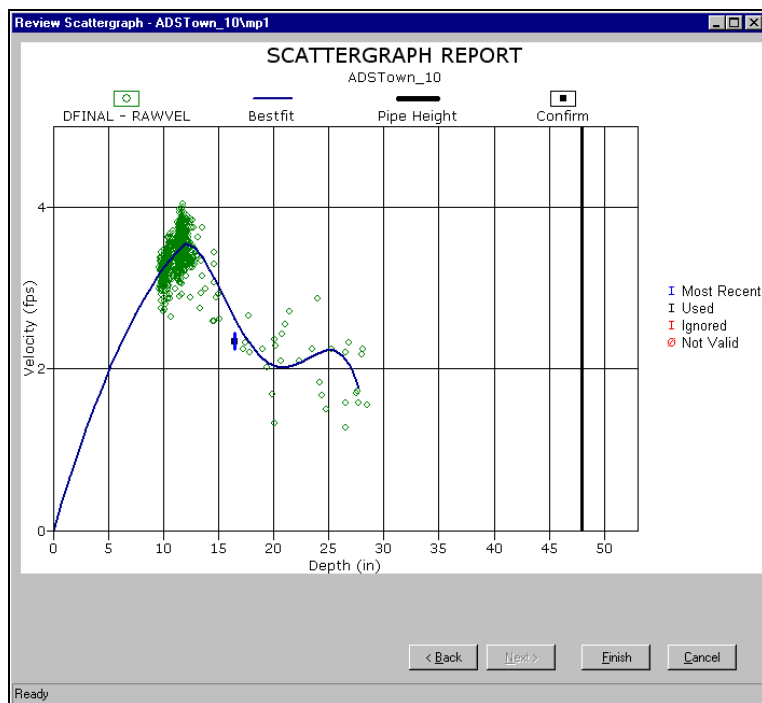 Review Scattergraph - ADSTown_10\mp1
SCATTERGRAPH REPORT
ADSTown_10
DFINAL - RAWVEL
Bestfit
Pipe Height
Confirm
Velocity (fps)
4
2
0
0 5 10 15 20 25 30 35 40 45 50
Depth (in)
Most Recent
Used
Ignored
Not Valid
< Back
Next >
Finish
Cancel
Ready